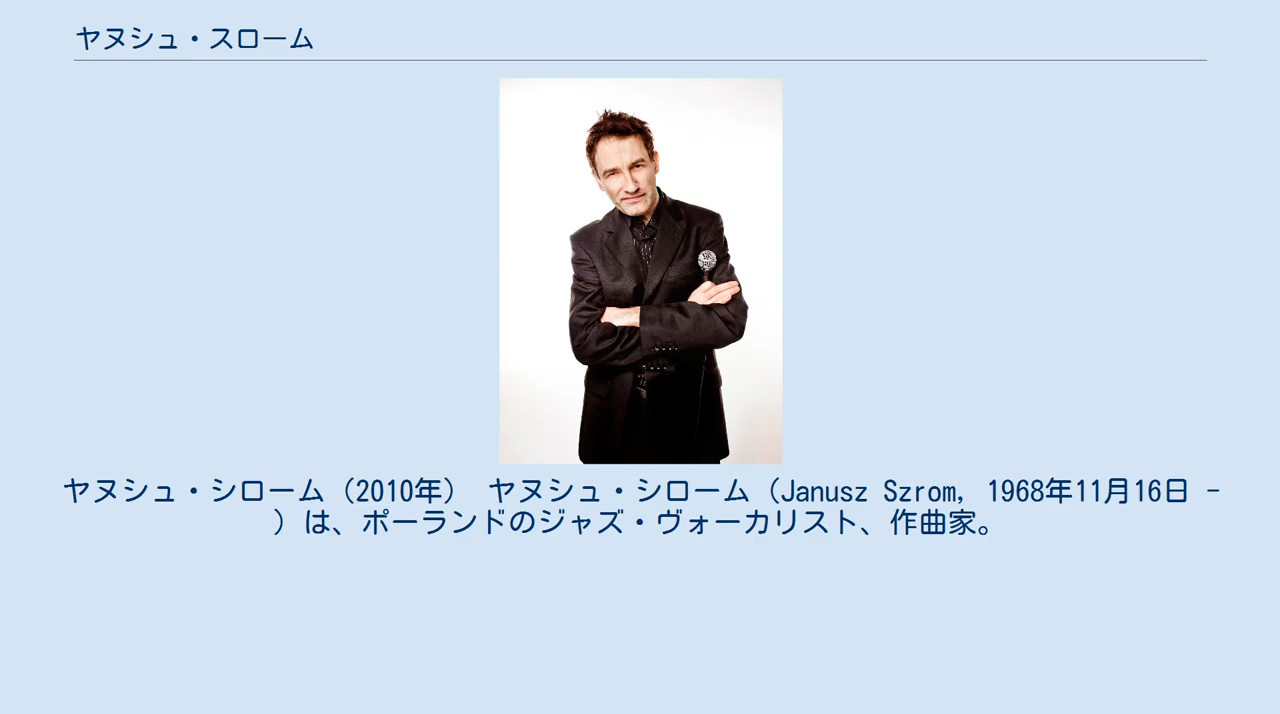 ヤヌシュ・スローム
ヤヌシュ・シローム（2010年） ヤヌシュ・シローム（Janusz Szrom, 1968年11月16日 -
）は、ポーランドのジャズ・ヴォーカリスト、作曲家。